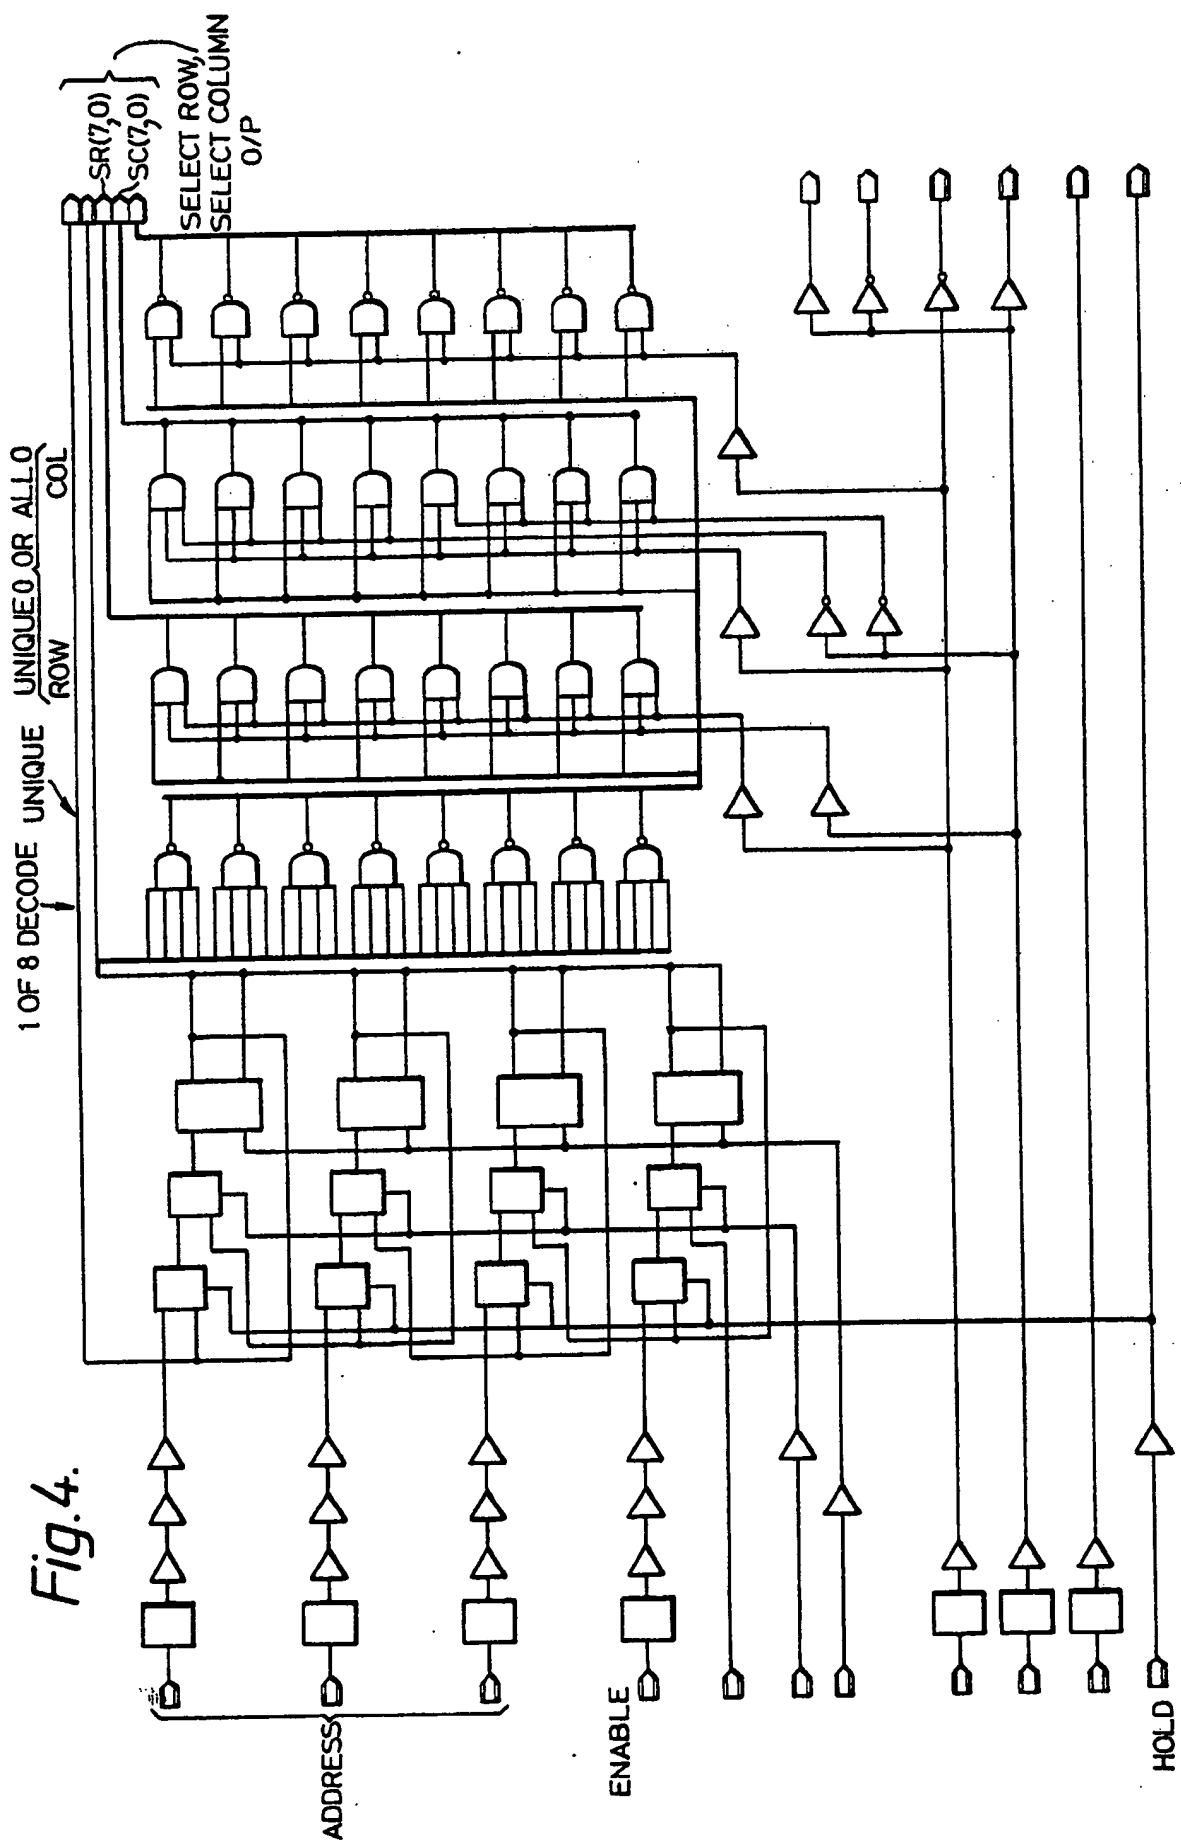 Fig.4.
1 OF 8 DECODE
UNIQUE
UNIQUE 0 OR ALL 0
ROW
COL
SR(7,0)
SC(7,0)
SELECT ROW,
SELECT COLUMN
O/P
ADDRESS
ENABLE
HOLD